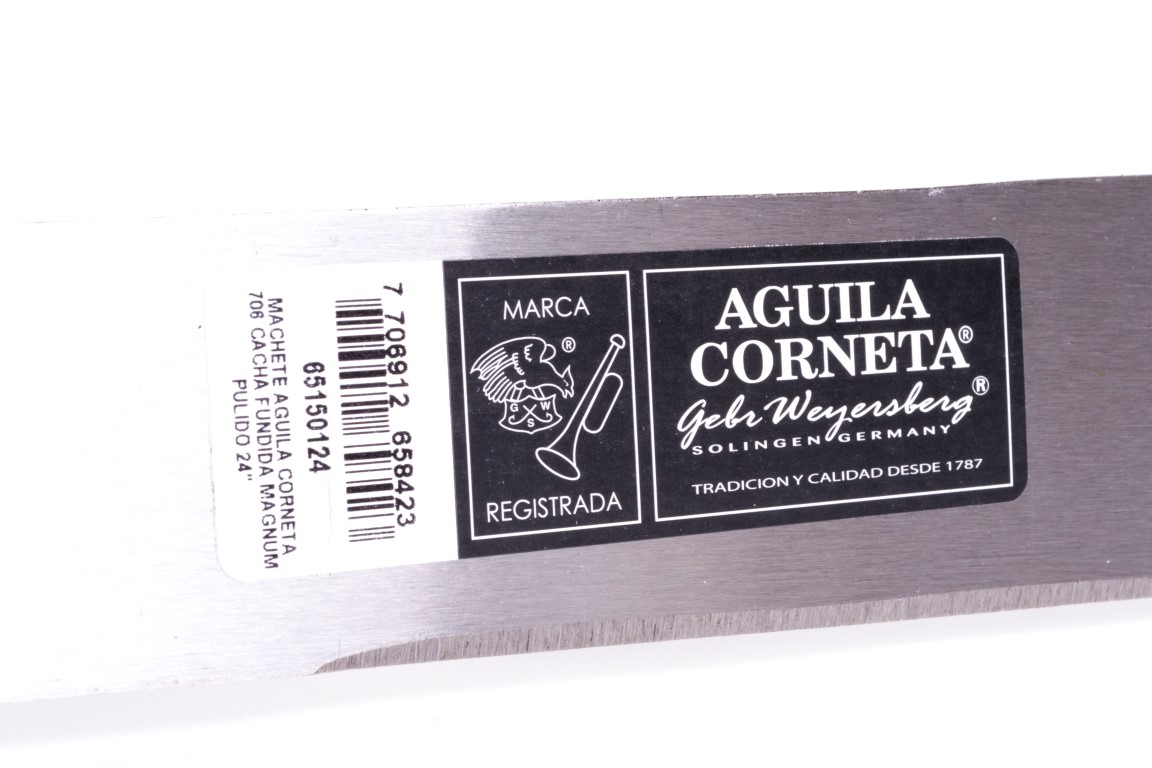 MACHETE AGUILA CORNETA
706 CACHA FUNDIDA MAGNUM
PULIDO 24"
65150124
7 706912 658423
MARCA
®
G W
S
REGISTRADA
AGUILA
CORNETA®
Gebr Weyersberg®
SOLINGEN GERMANY
TRADICION Y CALIDAD DESDE 1787